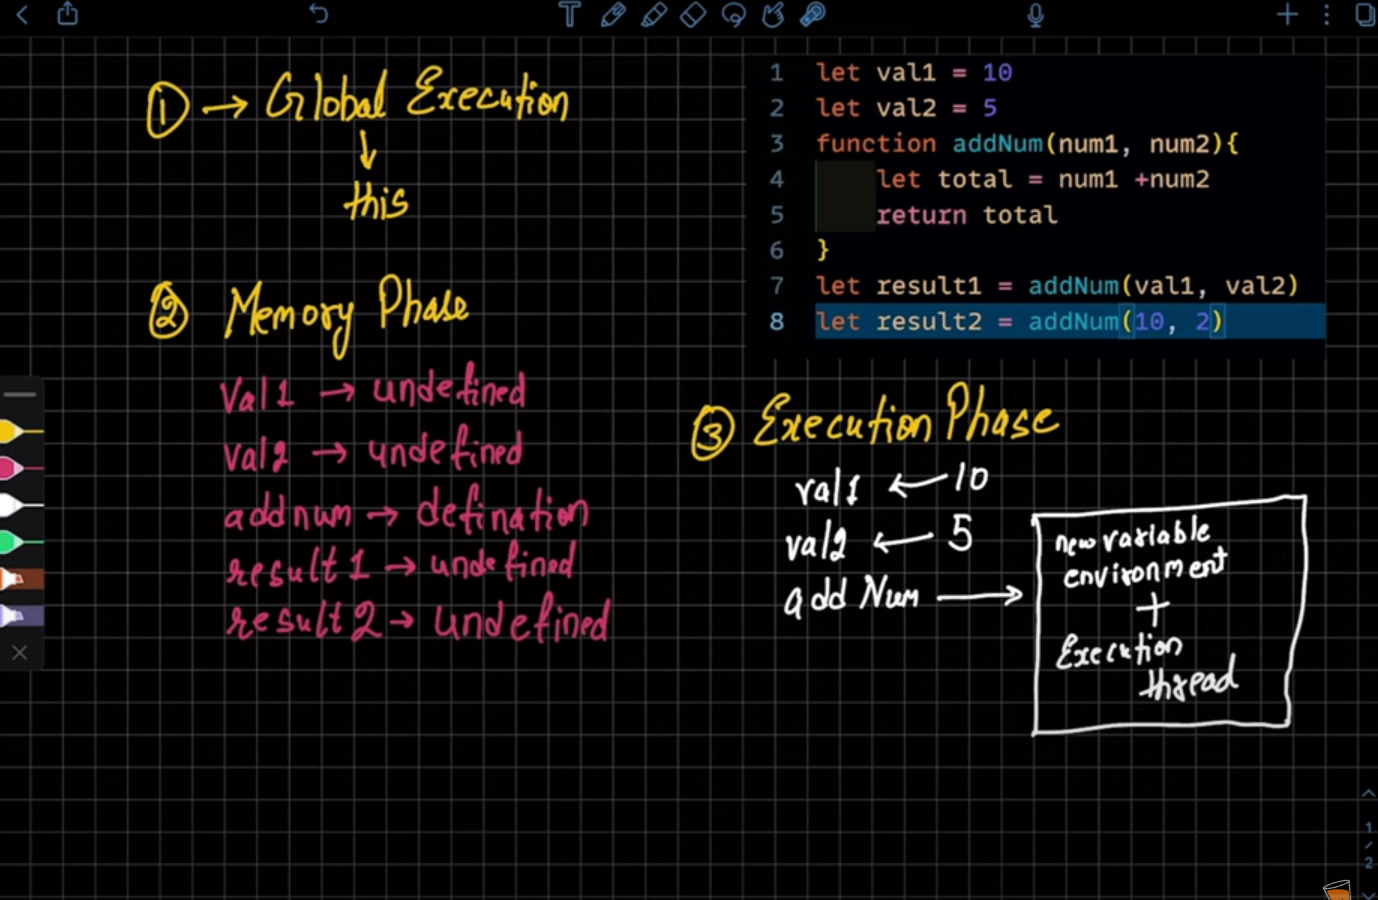 ① → Global Execution
↓
this
② Memory Phase
Val1 → undefined
val2 → undefined
addnum → defination
result1 → undefined
result2 → undefined
1 let val1 = 10
2 let val2 = 5
3 function addNum(num1, num2){
4 let total = num1 +num2
5 return total
6 }
7 let result1 = addNum(val1, val2)
8 let result2 = addNum(10, 2)
③ Execution Phase
val1 ← 10
val2 ← 5
add Num →
new variable
environment
+
Execution
thread
1
/
2